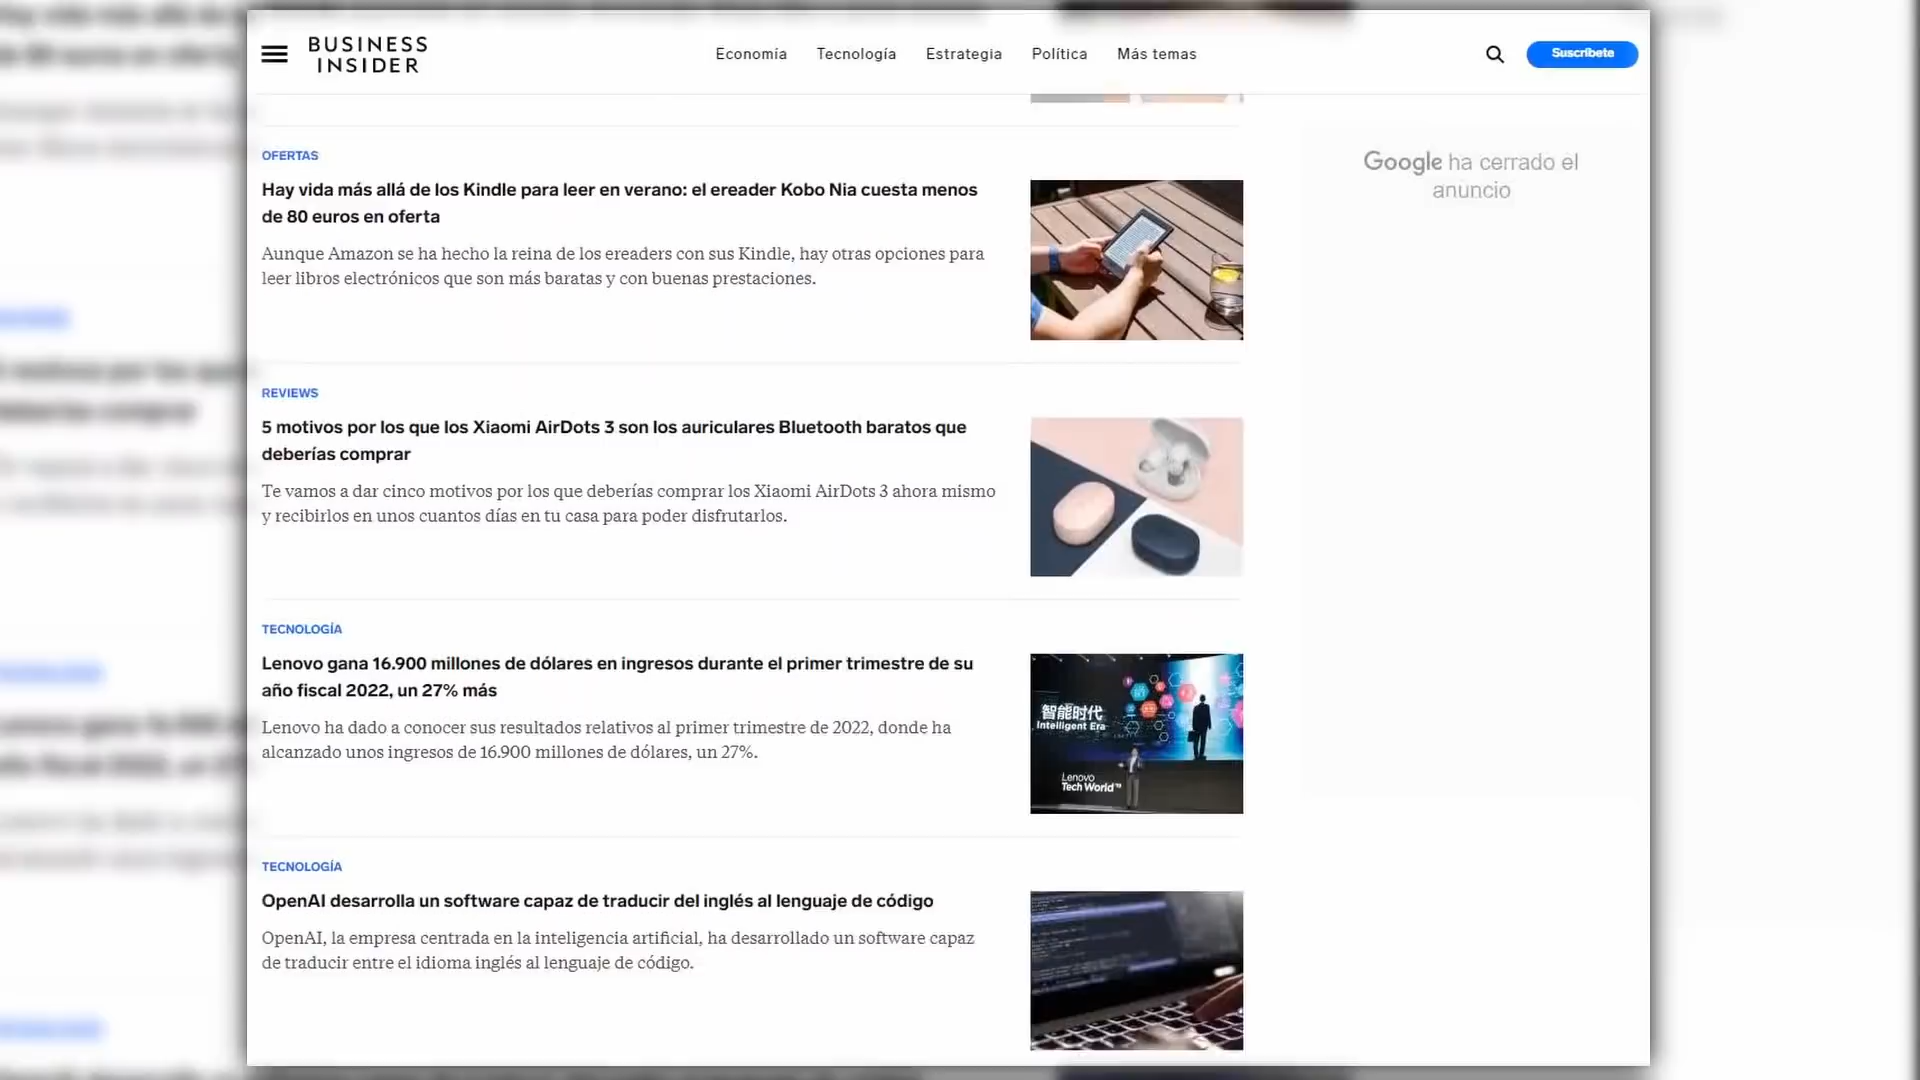 BUSINESS
INSIDER
Economía Tecnología Estrategia Política Más temas
Suscríbete
OFERTAS
Hay vida más allá de los Kindle para leer en verano: el ereader Kobo Nia cuesta menos
de 80 euros en oferta
Aunque Amazon se ha hecho la reina de los ereaders con sus Kindle, hay otras opciones para
leer libros electrónicos que son más baratas y con buenas prestaciones.
Google ha cerrado el
anuncio
REVIEWS
5 motivos por los que los Xiaomi AirDots 3 son los auriculares Bluetooth baratos que
deberías comprar
Te vamos a dar cinco motivos por los que deberías comprar los Xiaomi AirDots 3 ahora mismo
y recibirlos en unos cuantos días en tu casa para poder disfrutarlos.
TECNOLOGÍA
Lenovo gana 16.900 millones de dólares en ingresos durante el primer trimestre de su
año fiscal 2022, un 27% más
Lenovo ha dado a conocer sus resultados relativos al primer trimestre de 2022, donde ha
alcanzado unos ingresos de 16.900 millones de dólares, un 27%.
智能时代
Intelligent Era
Lenovo
Tech World
TECNOLOGÍA
OpenAI desarrolla un software capaz de traducir del inglés al lenguaje de código
OpenAI, la empresa centrada en la inteligencia artificial, ha desarrollado un software capaz
de traducir entre el idioma inglés al lenguaje de código.